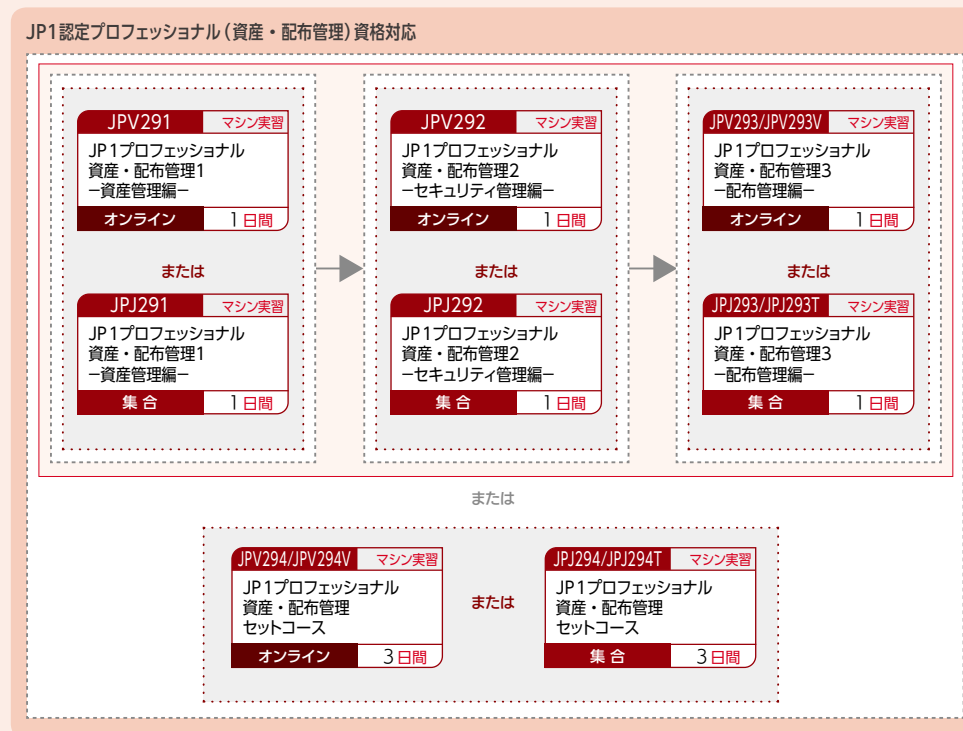 JP1認定プロフェッショナル（資産・配布管理）資格対応
JPV291 マシン実習
JP1プロフェッショナル
資産・配布管理1
−資産管理編−
オンライン 1日間
または
JPJ291 マシン実習
JP1プロフェッショナル
資産・配布管理1
−資産管理編−
集合 1日間
JPV292 マシン実習
JP1プロフェッショナル
資産・配布管理2
−セキュリティ管理編−
オンライン 1日間
または
JPJ292 マシン実習
JP1プロフェッショナル
資産・配布管理2
−セキュリティ管理編−
集合 1日間
JPV293/JPV293V マシン実習
JP1プロフェッショナル
資産・配布管理3
−配布管理編−
オンライン 1日間
または
JPJ293/JPJ293T マシン実習
JP1プロフェッショナル
資産・配布管理3
−配布管理編−
集合 1日間
または
JPV294/JPV294V マシン実習
JP1プロフェッショナル
資産・配布管理
セットコース
オンライン 3日間
または
JPJ294/JPJ294T マシン実習
JP1プロフェッショナル
資産・配布管理
セットコース
集合 3日間